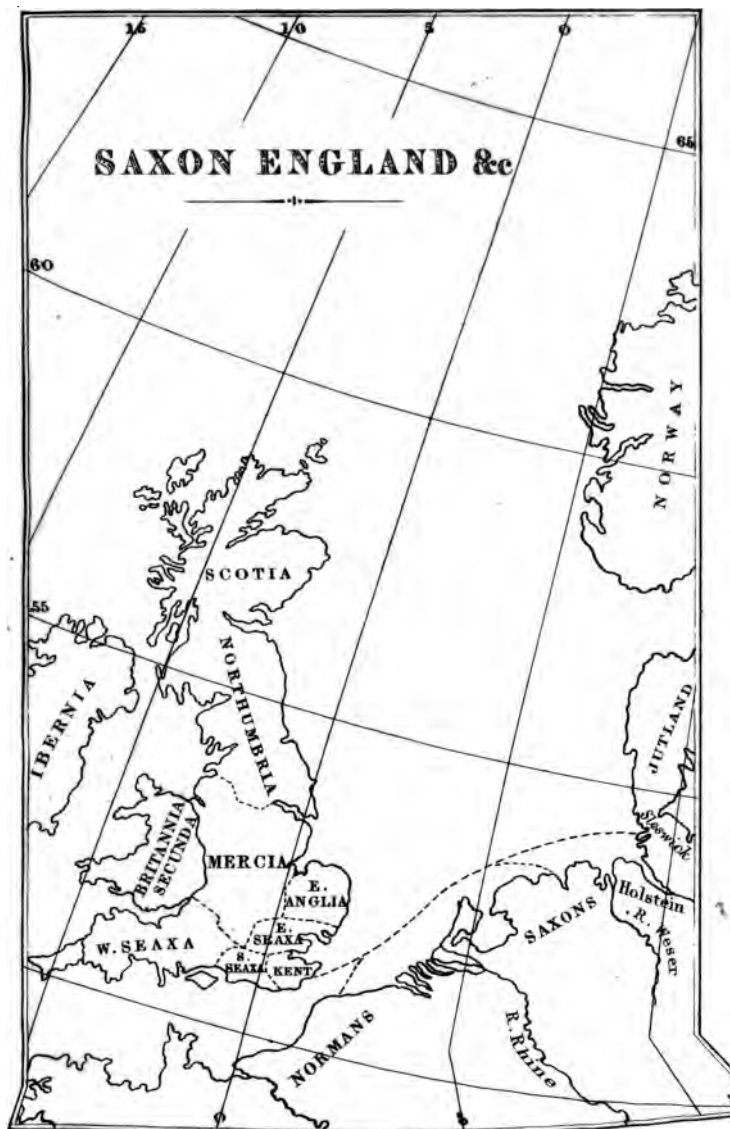 15 10 5 0
65
SAXON ENGLAND &c
60
NORWAY
SCOTIA
55
IBERNIA
NORTHUMBRIA
JUTLAND
Sleswick
BRITANNIA
SECUNDA
MERCIA
E.
ANGLIA
Holstein
SAXONS
R. Weser
W. SEAXA
E.
SEAXA
S.
SEAXA
KENT
NORMANS
R. Rhine
0 5